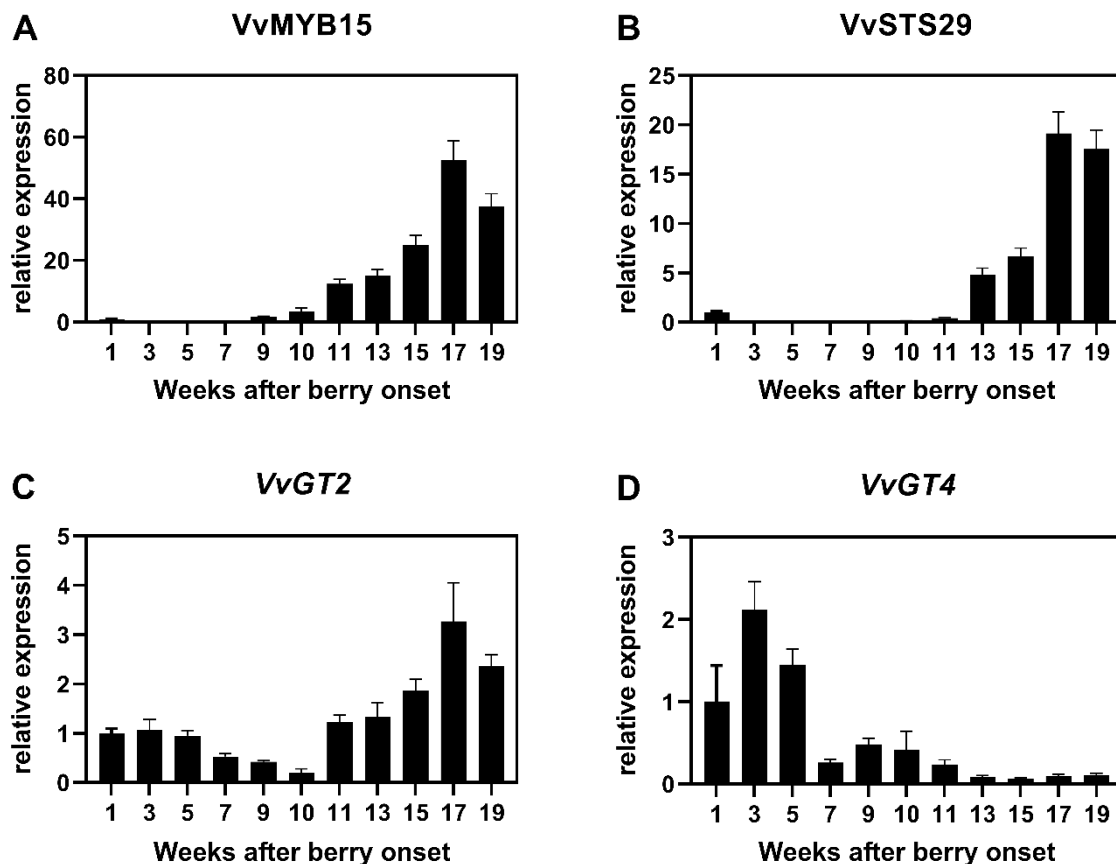 A
VvMYB15
relative expression
80
60
40
20
0
1 3 5 7 9 10 11 13 15 17 19
Weeks after berry onset
B
VvSTS29
relative expression
25
20
15
10
5
0
1 3 5 7 9 10 11 13 15 17 19
Weeks after berry onset
C
VvGT2
relative expression
5
4
3
2
1
0
1 3 5 7 9 10 11 13 15 17 19
Weeks after berry onset
D
VvGT4
relative expression
3
2
1
0
1 3 5 7 9 10 11 13 15 17 19
Weeks after berry onset